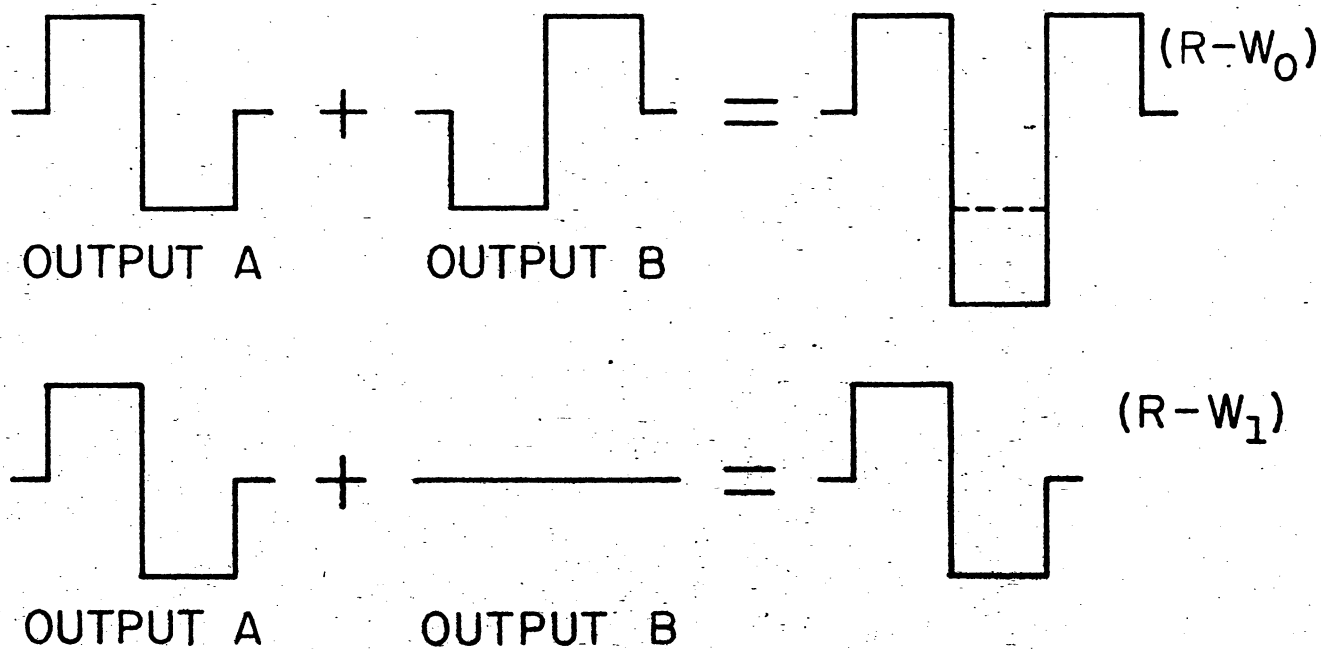 + = (R-W₀)
OUTPUT A OUTPUT B
+ = (R-W₁)
OUTPUT A OUTPUT B